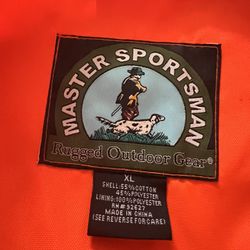 MASTER SPORTSMAN
Rugged Outdoor Gear®
XL
SHELL: 55% COTTON
45% POLYESTER
LINING: 100% POLYESTER
RN# 92627
MADE IN CHINA
(SEE REVERSE FOR CARE)